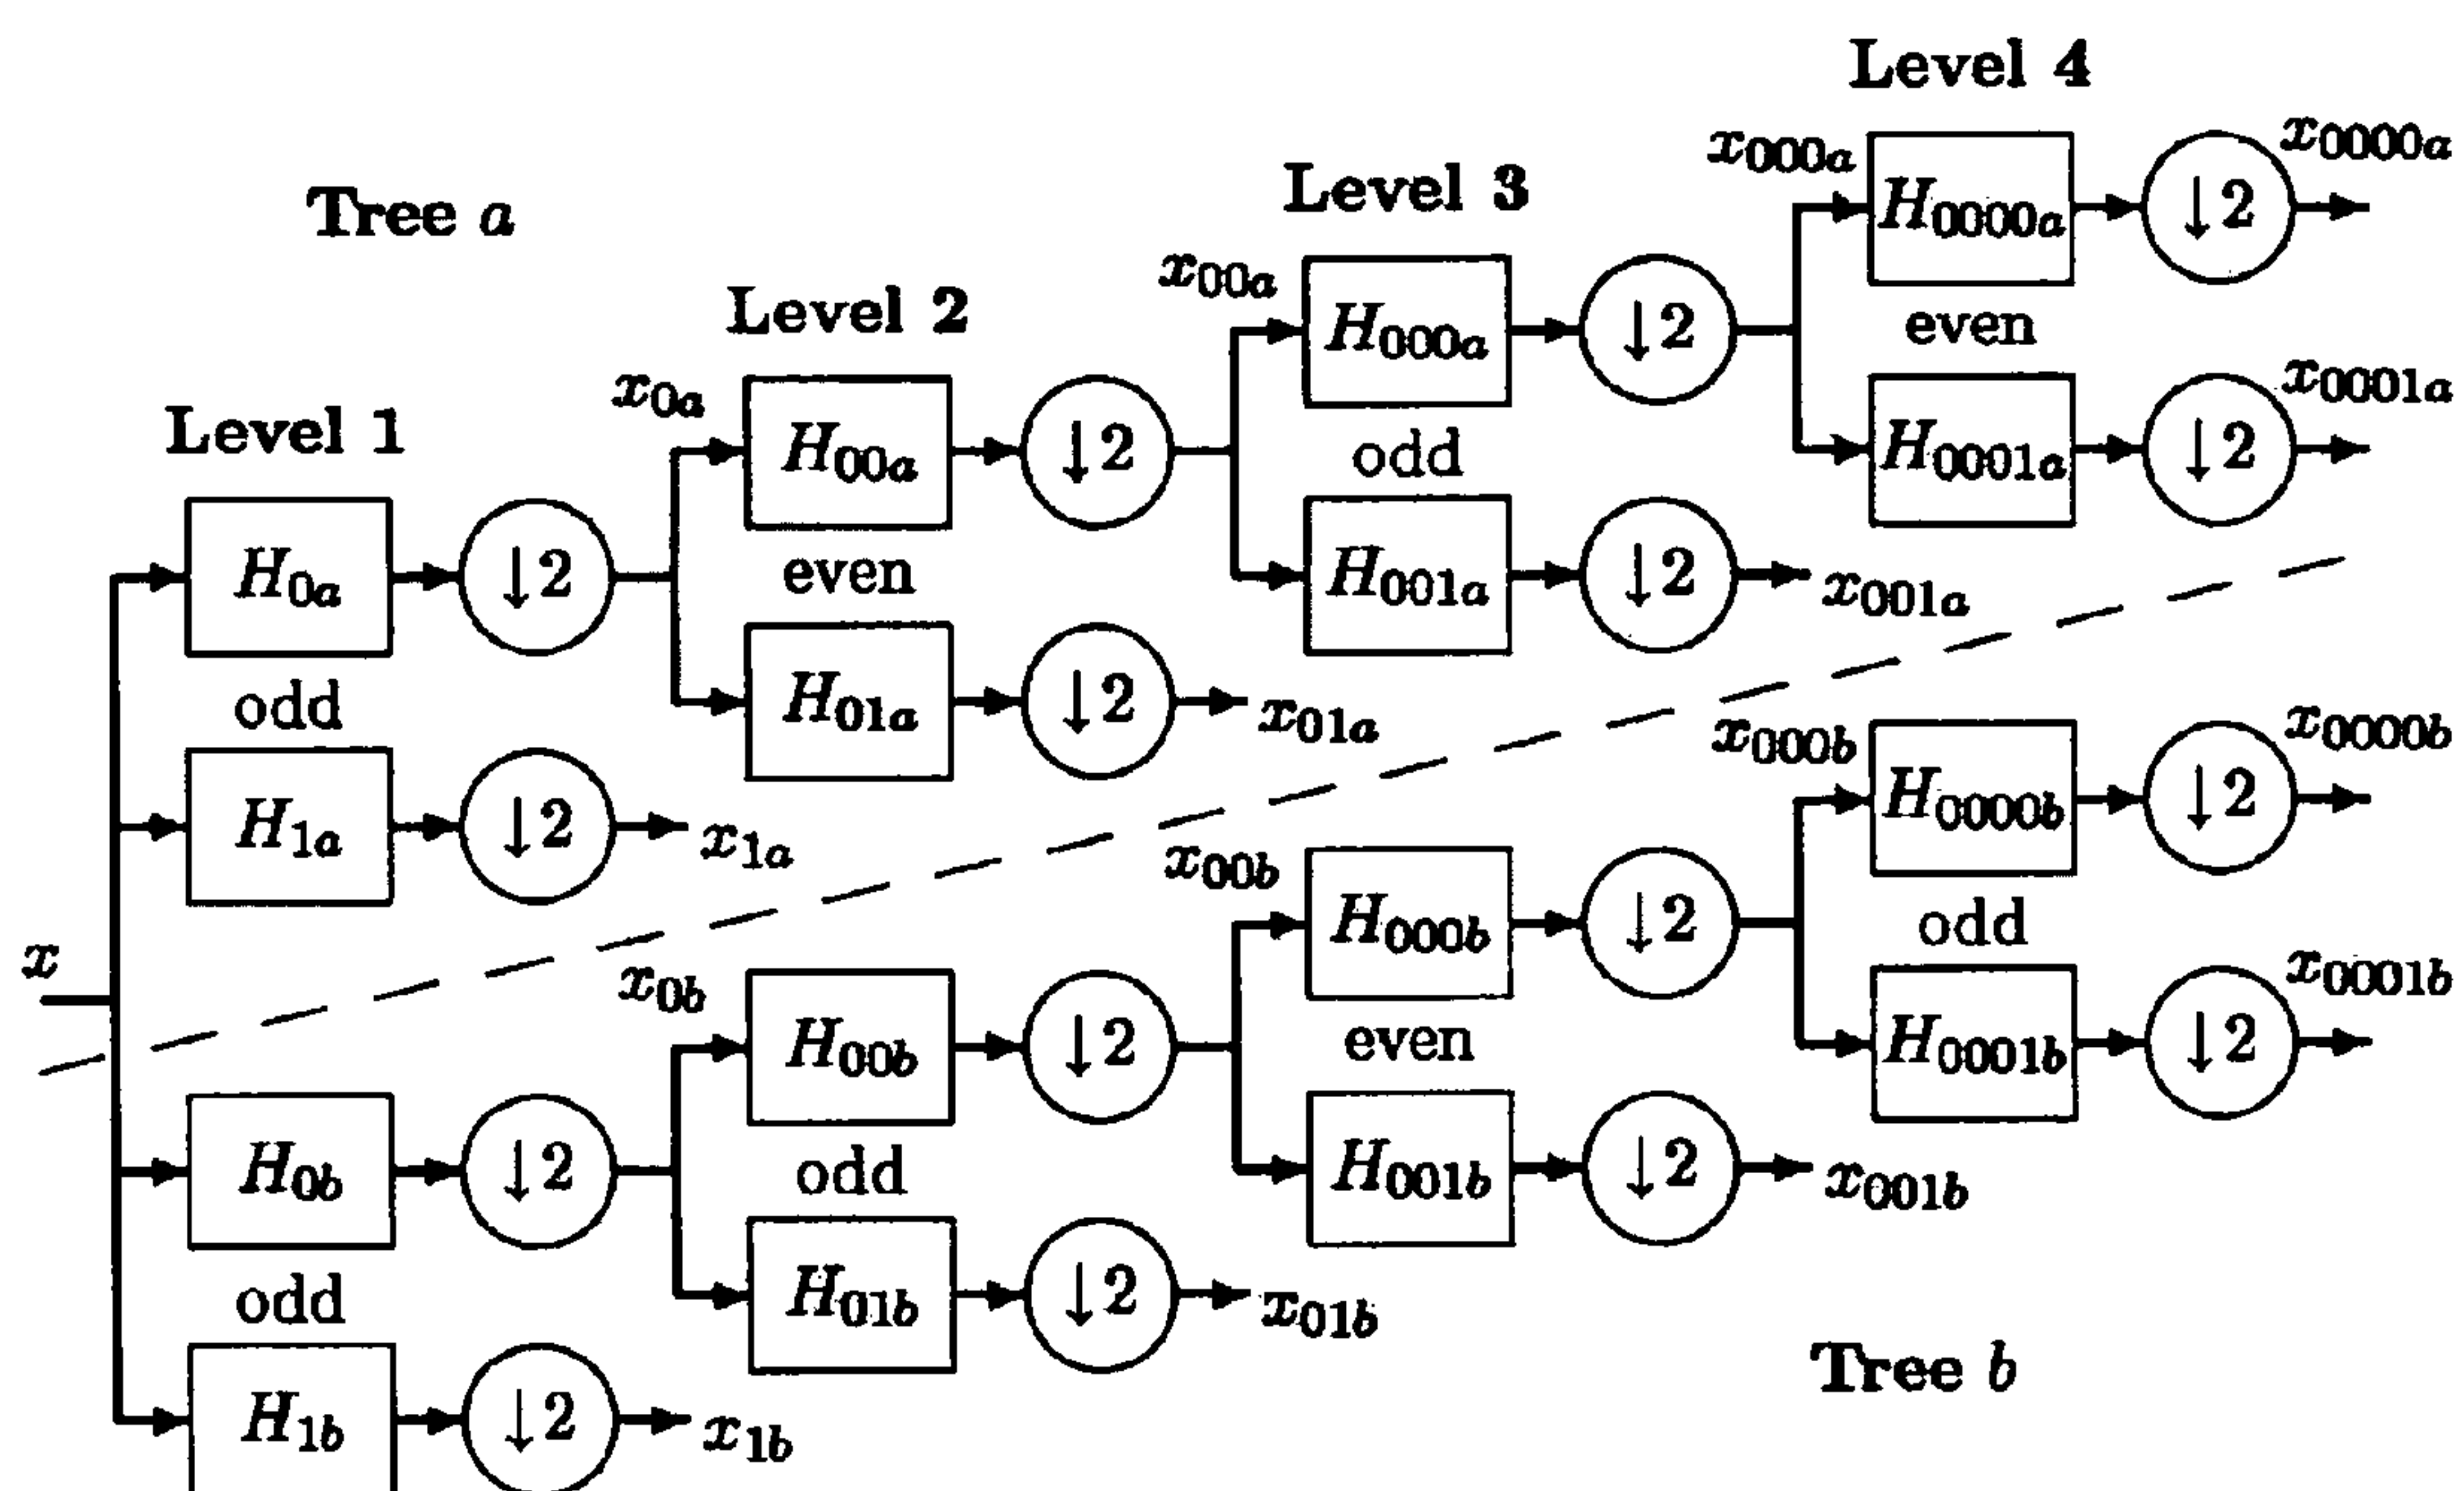 Level 4
x0000a
x000a
H0000a
↓2
Level 3
Tree a
x00a
H000a
↓2
even
Level 2
x0001a
H0001a
↓2
x0a
H00a
↓2
odd
Level 1
H001a
↓2
x001a
H0a
↓2
even
H01a
↓2
x01a
odd
H1a
↓2
x1a
x000b
H0000b
↓2
x0000b
x00b
H000b
↓2
odd
x
x0b
H00b
↓2
even
x0001b
H0001b
↓2
H0b
↓2
odd
H001b
↓2
x001b
odd
H01b
↓2
x01b
Tree b
H1b
↓2
x1b